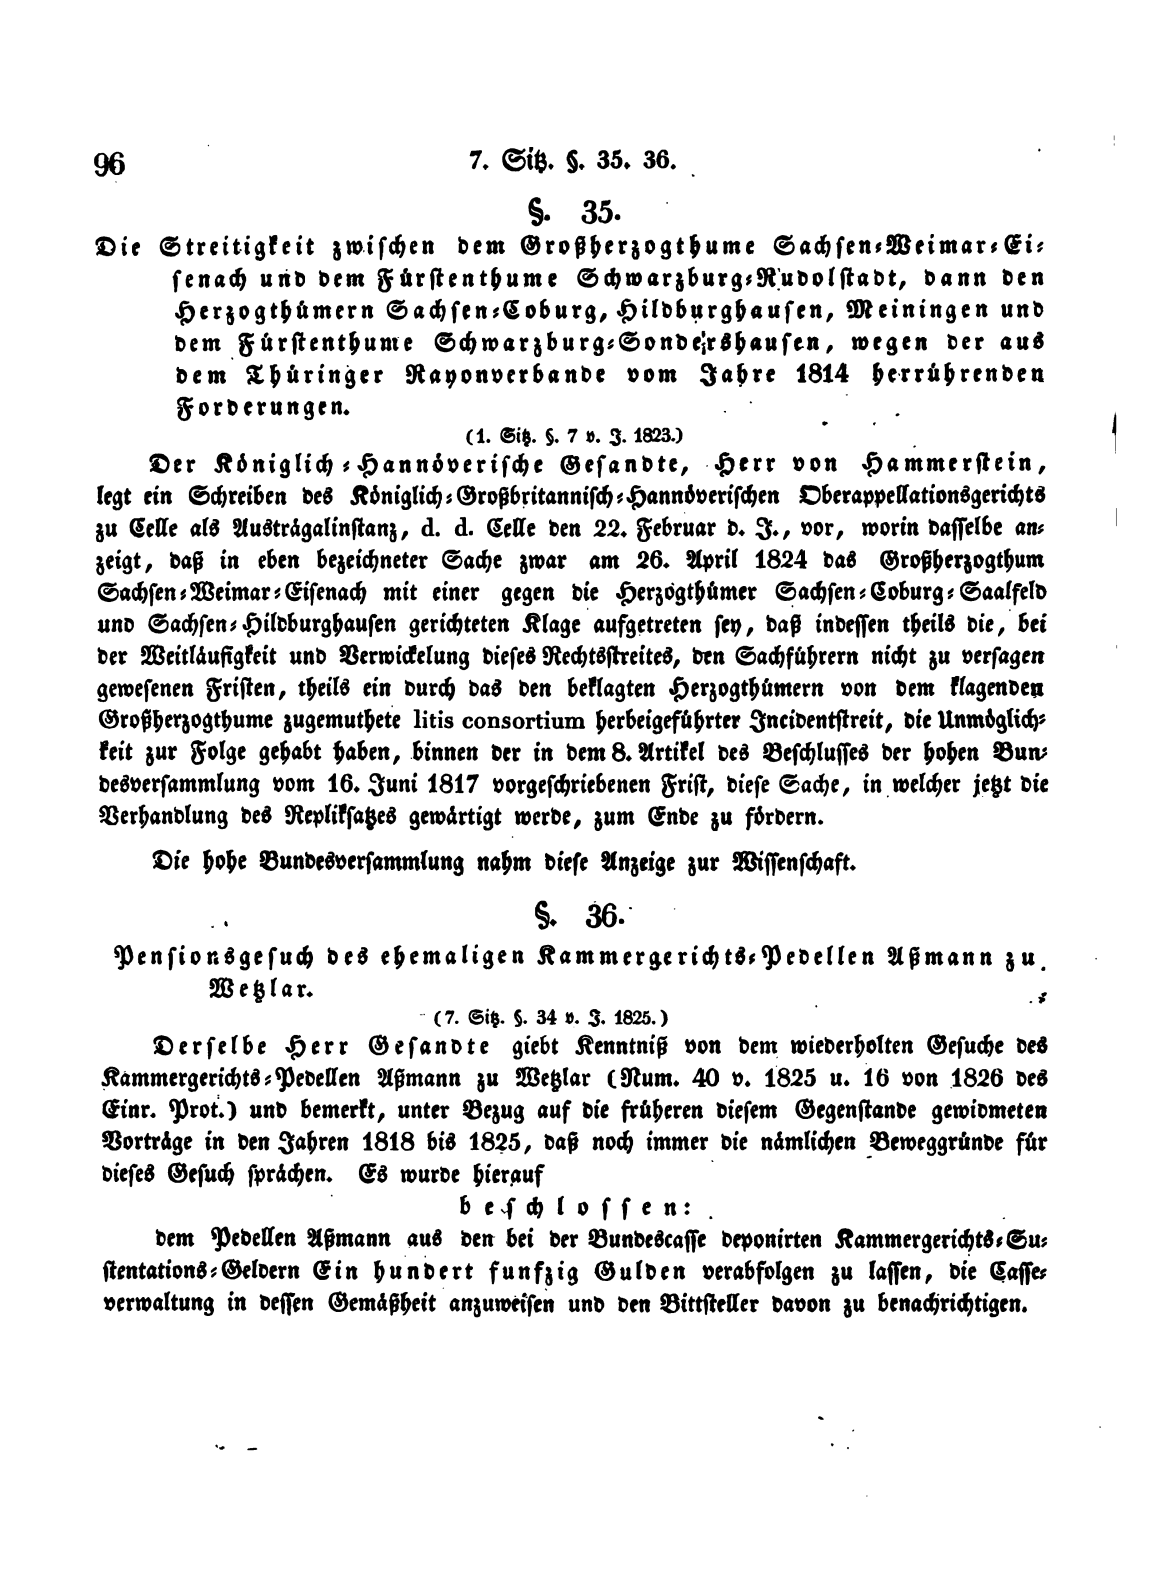 96
7. Sitz. §. 35. 36.
§. 35.
Die Streitigkeit zwischen dem Großherzogthume Sachsen-Weimar-Ei-
senach und dem Fürstenthume Schwarzburg-Rudolstadt, dann den
Herzogthümern Sachsen-Coburg, Hildburghausen, Meiningen und
dem Fürstenthume Schwarzburg-Sondershausen, wegen der aus
dem Thüringer Rayonverbande vom Jahre 1814 herrührenden
Forderungen.
(1. Sitz. §. 7 v. J. 1823.)
Der Königlich-Hannöverische Gesandte, Herr von Hammerstein,
legt ein Schreiben des Königlich-Großbritannisch-Hannöverischen Oberappellationsgerichts
zu Celle als Austrägalinstanz, d. d. Celle den 22. Februar d. J., vor, worin dasselbe an-
zeigt, daß in eben bezeichneter Sache zwar am 26. April 1824 das Großherzogthum
Sachsen-Weimar-Eisenach mit einer gegen die Herzogthümer Sachsen-Coburg-Saalfeld
und Sachsen-Hildburghausen gerichteten Klage aufgetreten sey, daß indessen theils die, bei
der Weitläufigkeit und Verwickelung dieses Rechtsstreites, den Sachführern nicht zu versagen
gewesenen Fristen, theils ein durch das den beklagten Herzogthümern von dem klagenden
Großherzogthume zugemuthete litis consortium herbeigeführter Incidentstreit, die Unmöglich-
keit zur Folge gehabt haben, binnen der in dem 8. Artikel des Beschlusses der hohen Bun-
desversammlung vom 16. Juni 1817 vorgeschriebenen Frist, diese Sache, in welcher jetzt die
Verhandlung des Repliksatzes gewärtigt werde, zum Ende zu fördern.
Die hohe Bundesversammlung nahm diese Anzeige zur Wissenschaft.
§. 36.
Pensionsgesuch des ehemaligen Kammergerichts-Pedellen Aßmann zu
Wetzlar.
(7. Sitz. §. 34 v. J. 1825.)
Derselbe Herr Gesandte giebt Kenntniß von dem wiederholten Gesuche des
Kammergerichts-Pedellen Aßmann zu Wetzlar (Num. 40 v. 1825 u. 16 von 1826 des
Einr. Prot.) und bemerkt, unter Bezug auf die früheren diesem Gegenstande gewidmeten
Vorträge in den Jahren 1818 bis 1825, daß noch immer die nämlichen Beweggründe für
dieses Gesuch sprächen. Es wurde hierauf
beschlossen:
dem Pedellen Aßmann aus den bei der Bundescasse deponirten Kammergerichts-Su-
stentations-Geldern Ein hundert funfzig Gulden verabfolgen zu lassen, die Casse-
verwaltung in dessen Gemäßheit anzuweisen und den Bittsteller davon zu benachrichtigen.